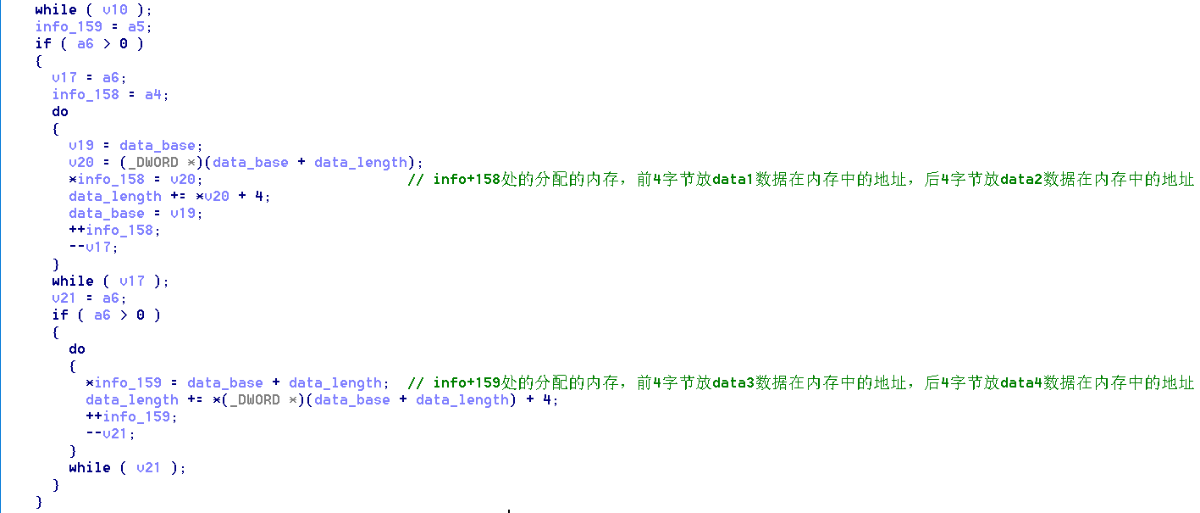 while ( v10 );
info_159 = a5;
if ( a6 > 0 )
{
v17 = a6;
info_158 = a4;
do
{
v19 = data_base;
v20 = (_DWORD *)(data_base + data_length);
*info_158 = v20; // info+158处的分配的内存，前4字节放data1数据在内存中的地址，后4字节放data2数据在内存中的地址
data_length += *v20 + 4;
data_base = v19;
++info_158;
--v17;
}
while ( v17 );
v21 = a6;
if ( a6 > 0 )
{
do
{
*info_159 = data_base + data_length; // info+159处的分配的内存，前4字节放data3数据在内存中的地址，后4字节放data4数据在内存中的地址
data_length += *(_DWORD *)(data_base + data_length) + 4;
++info_159;
--v21;
}
while ( v21 );
}
}